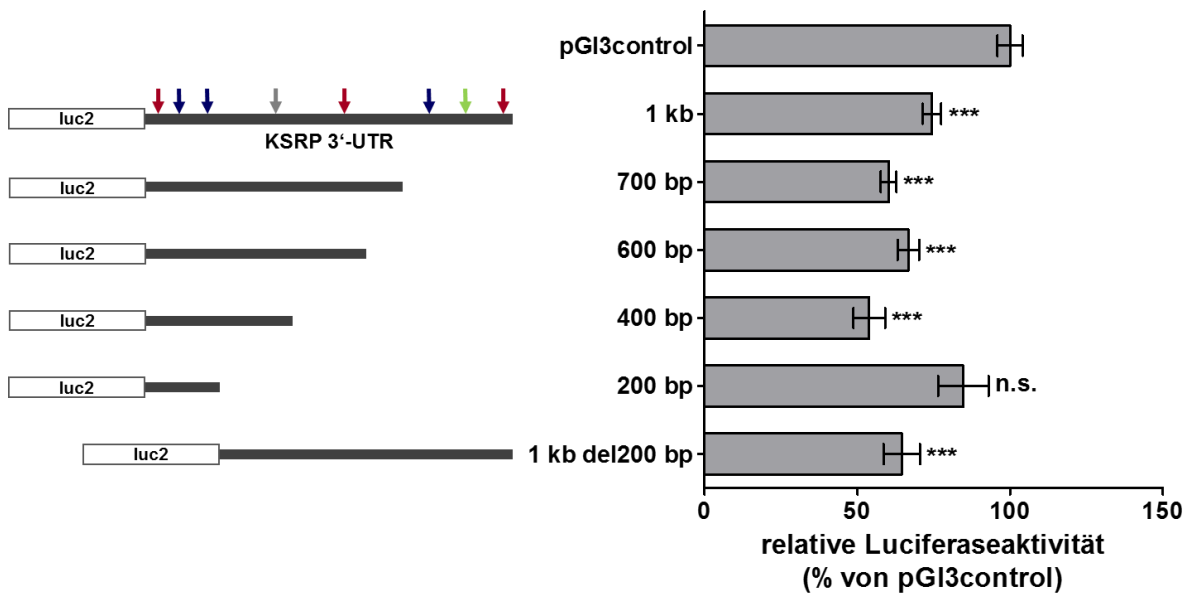 pGl3control
luc2
KSRP 3‘-UTR
1 kb
***
luc2
700 bp
***
luc2
600 bp
***
luc2
400 bp
***
luc2
200 bp
n.s.
luc2
1 kb del200 bp
***
0
50
100
150
relative Luciferaseaktivität
(% von pGl3control)